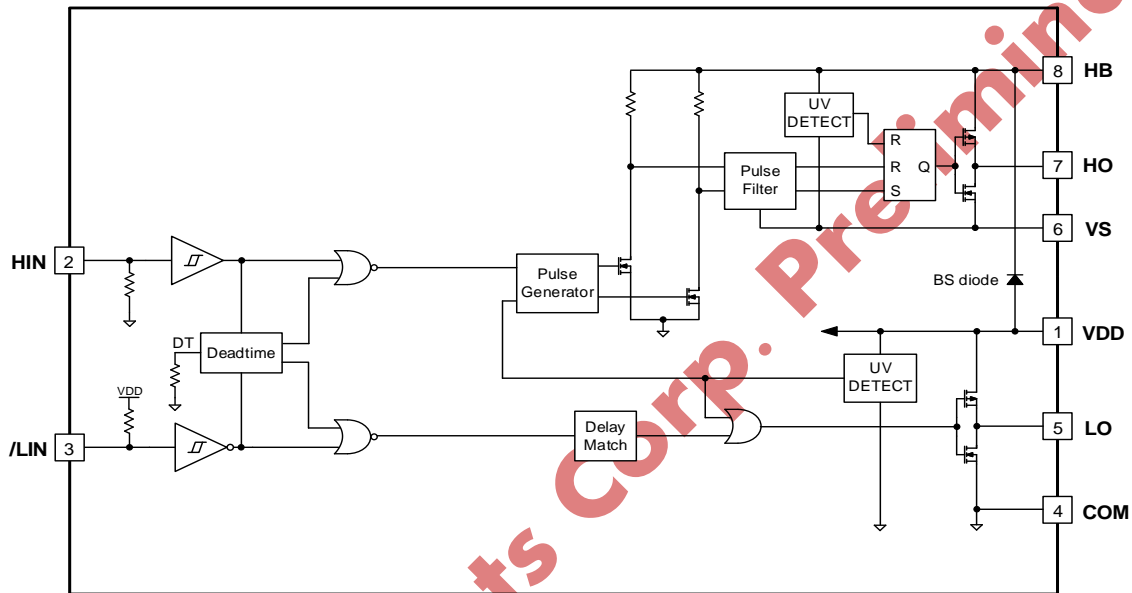 8 HB
UV
DETECT
R
R Q
S
Pulse
Filter
7 HO
6 VS
HIN 2
Pulse
Generator
BS diode
DT
Deadtime
1 VDD
UV
DETECT
VDD
/LIN 3
Delay
Match
5 LO
4 COM
ts Corp. Prelimin